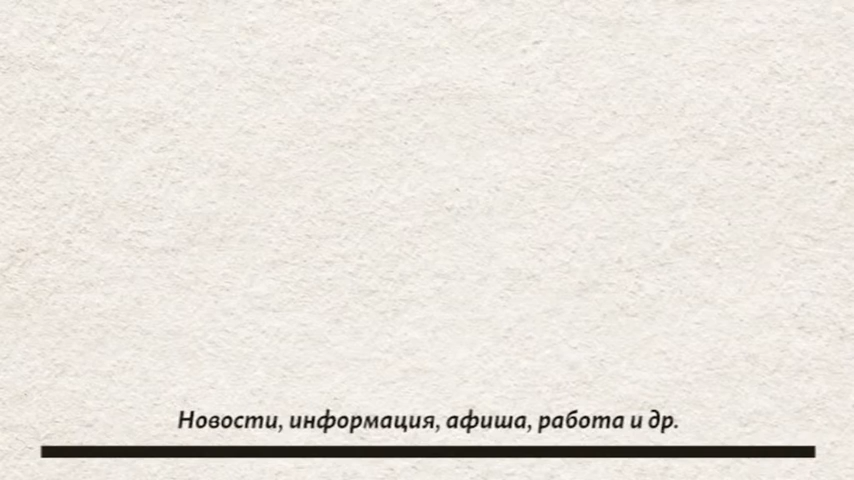 Новости, информация, афиша, работа и др.